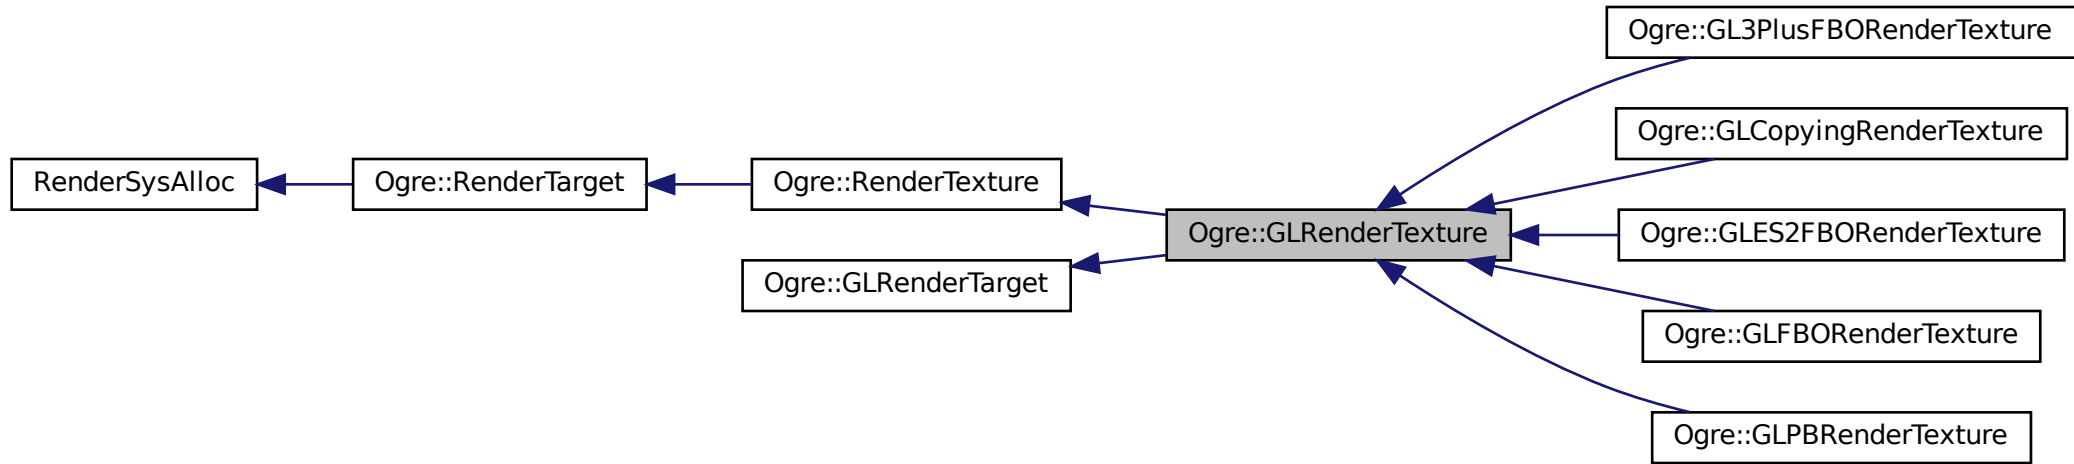 RenderSysAlloc
Ogre::RenderTarget
Ogre::RenderTexture
Ogre::GLRenderTarget
Ogre::GLRenderTexture
Ogre::GL3PlusFBORenderTexture
Ogre::GLCopyingRenderTexture
Ogre::GLES2FBORenderTexture
Ogre::GLFBORenderTexture
Ogre::GLPBRenderTexture